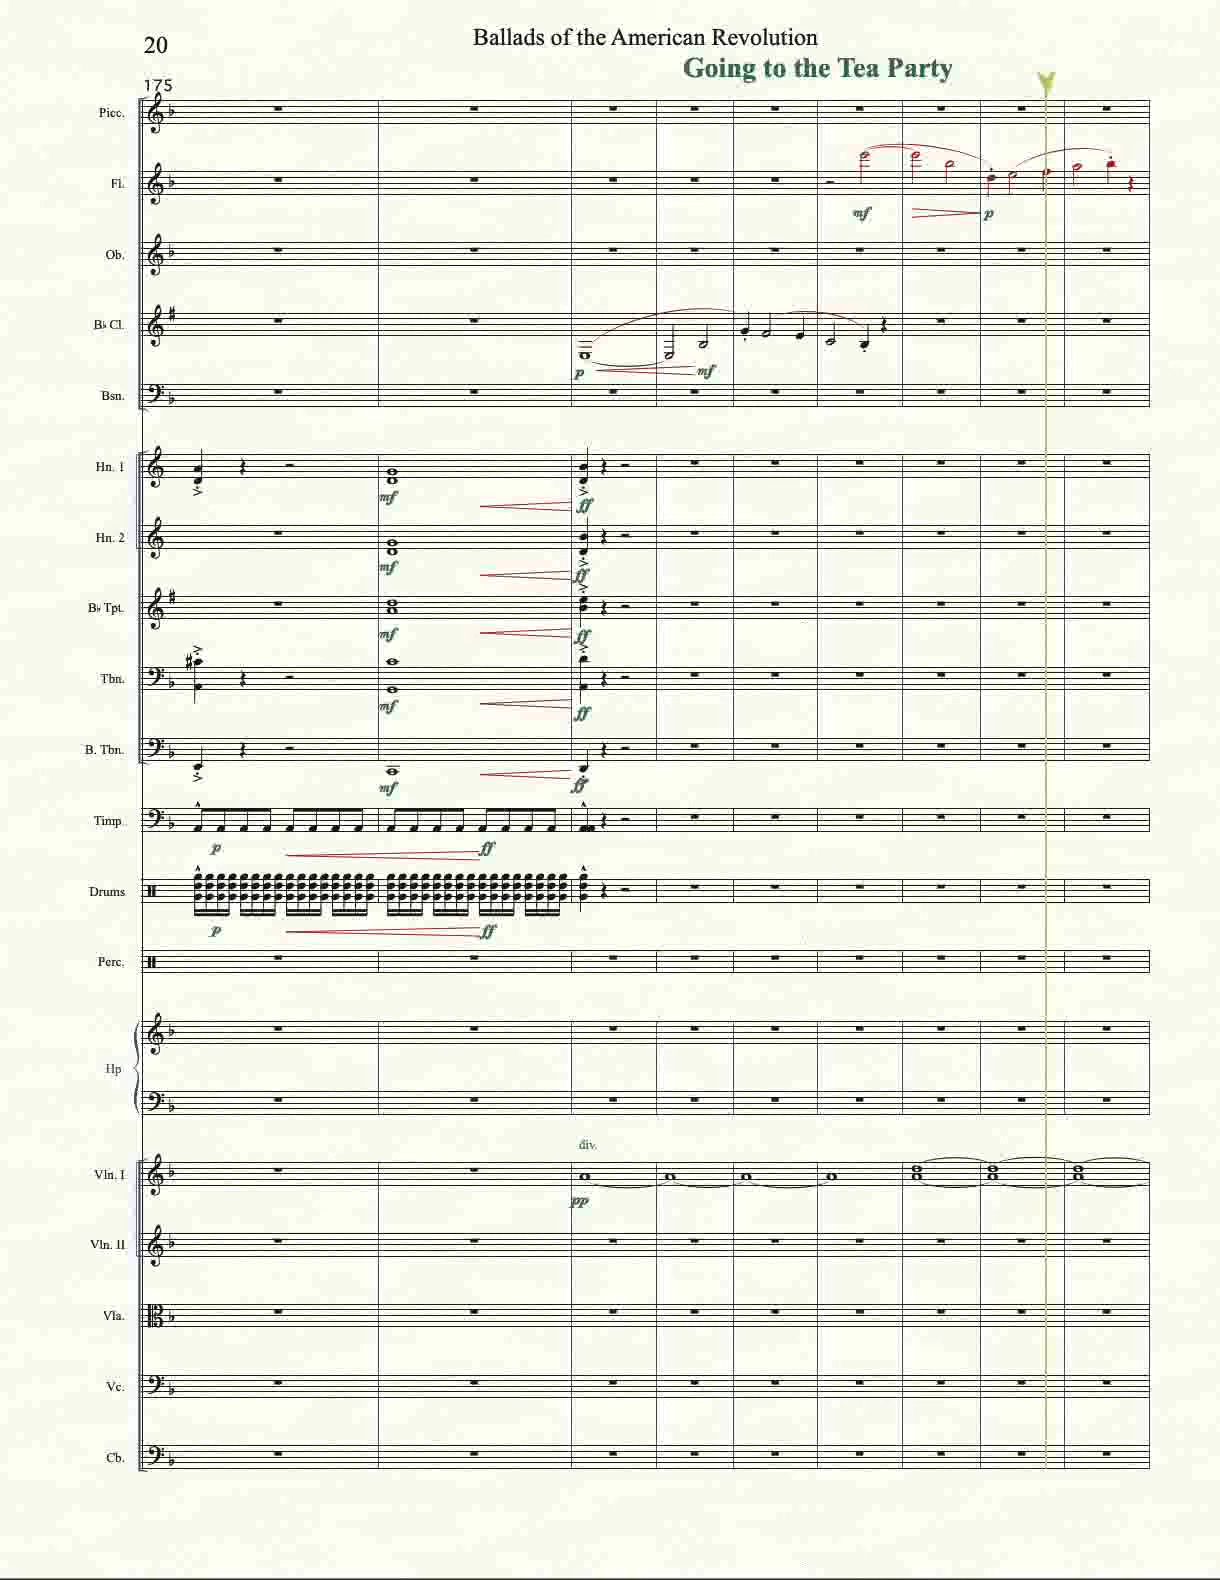 20
Ballads of the American Revolution
Going to the Tea Party
175
Picc.
Fl.
mf
p
Ob.
B♭ Cl.
p
mf
Bsn.
Hn. 1
mf
ff
Hn. 2
mf
ff
B♭ Tpt.
mf
ff
Tbn.
mf
ff
B. Tbn.
mf
ff
Timp.
p
ff
Drums
p
ff
Perc.
Hp
div.
Vln. I
pp
Vln. II
Vla.
Vc.
Cb.